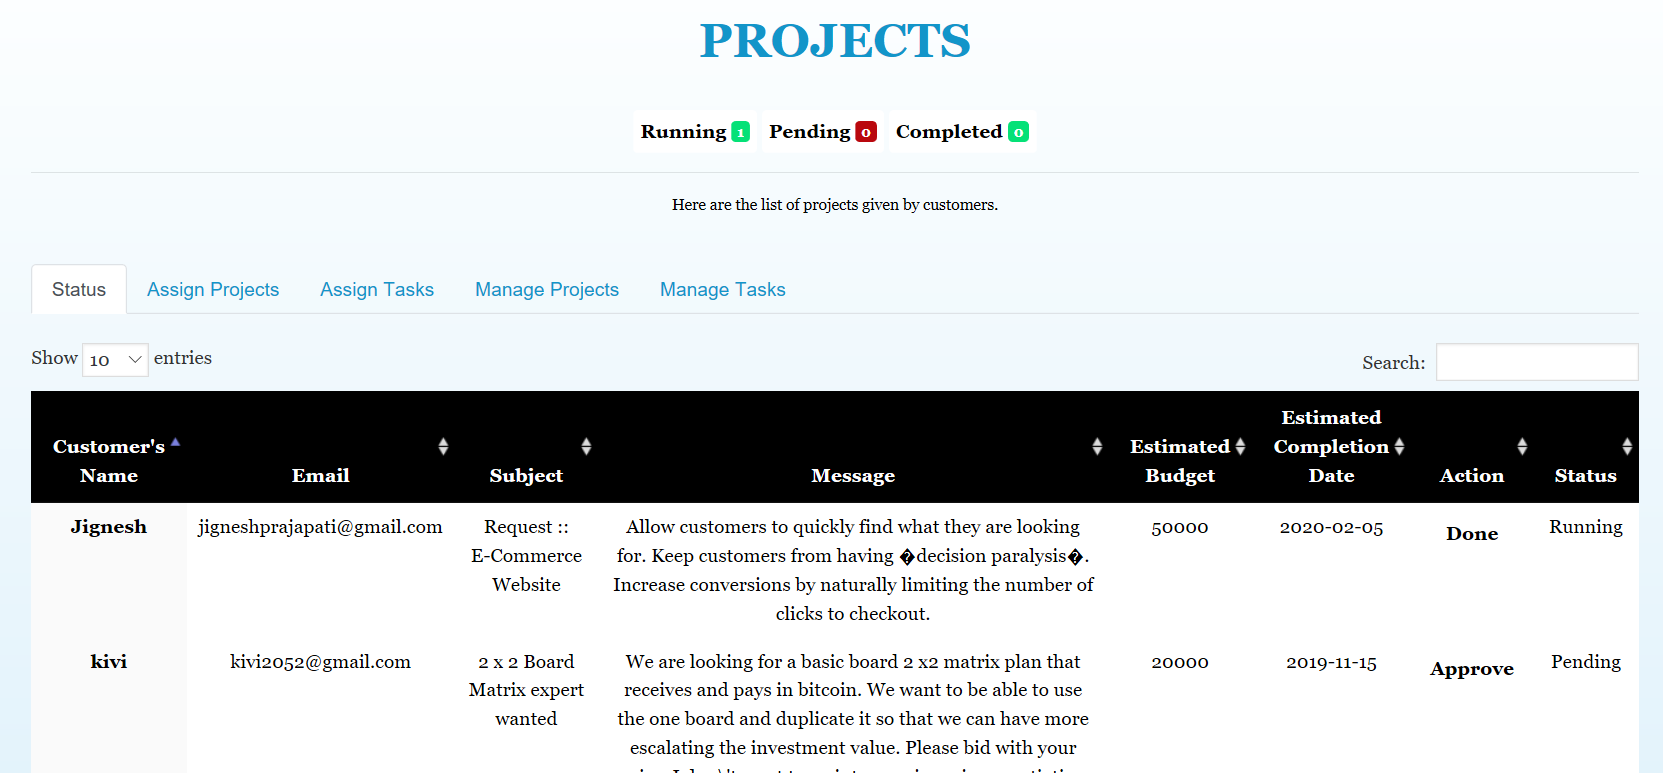 PROJECTS
Running 1 Pending 0 Completed 0
Here are the list of projects given by customers.
Status Assign Projects Assign Tasks Manage Projects Manage Tasks
Show 10 entries Search:
Customer's Name Email Subject Message Estimated Budget Estimated Completion Date Action Status
Jignesh jigneshprajapati@gmail.com Request :: Allow customers to quickly find what they are looking 50000 2020-02-05 Done Running
E-Commerce for. Keep customers from having �decision paralysis�.
Website Increase conversions by naturally limiting the number of
clicks to checkout.
kivi kivi2052@gmail.com 2 x 2 Board We are looking for a basic board 2 x2 matrix plan that 20000 2019-11-15 Approve Pending
Matrix expert receives and pays in bitcoin. We want to be able to use
wanted the one board and duplicate it so that we can have more
escalating the investment value. Please bid with your